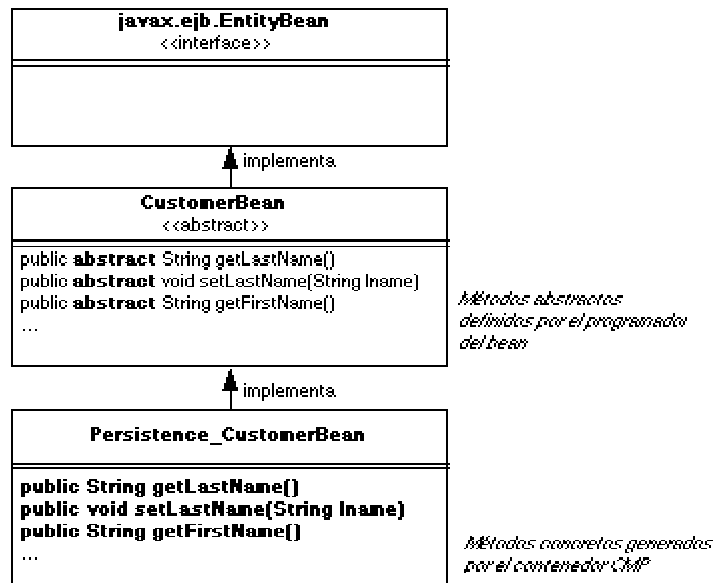 javax.ejb.EntityBean
<<interface>>
implementa
CustomerBean
<<abstract>>
public abstract String getLastName()
public abstract void setLastName(String lname)
public abstract String getFirstName()
...
Métodos abstractos
definidos por el programador
del bean
implementa
Persistence_CustomerBean
public String getLastName()
public void setLastName(String lname)
public String getFirstName()
...
Métodos concretos generados
por el contenedor CMP